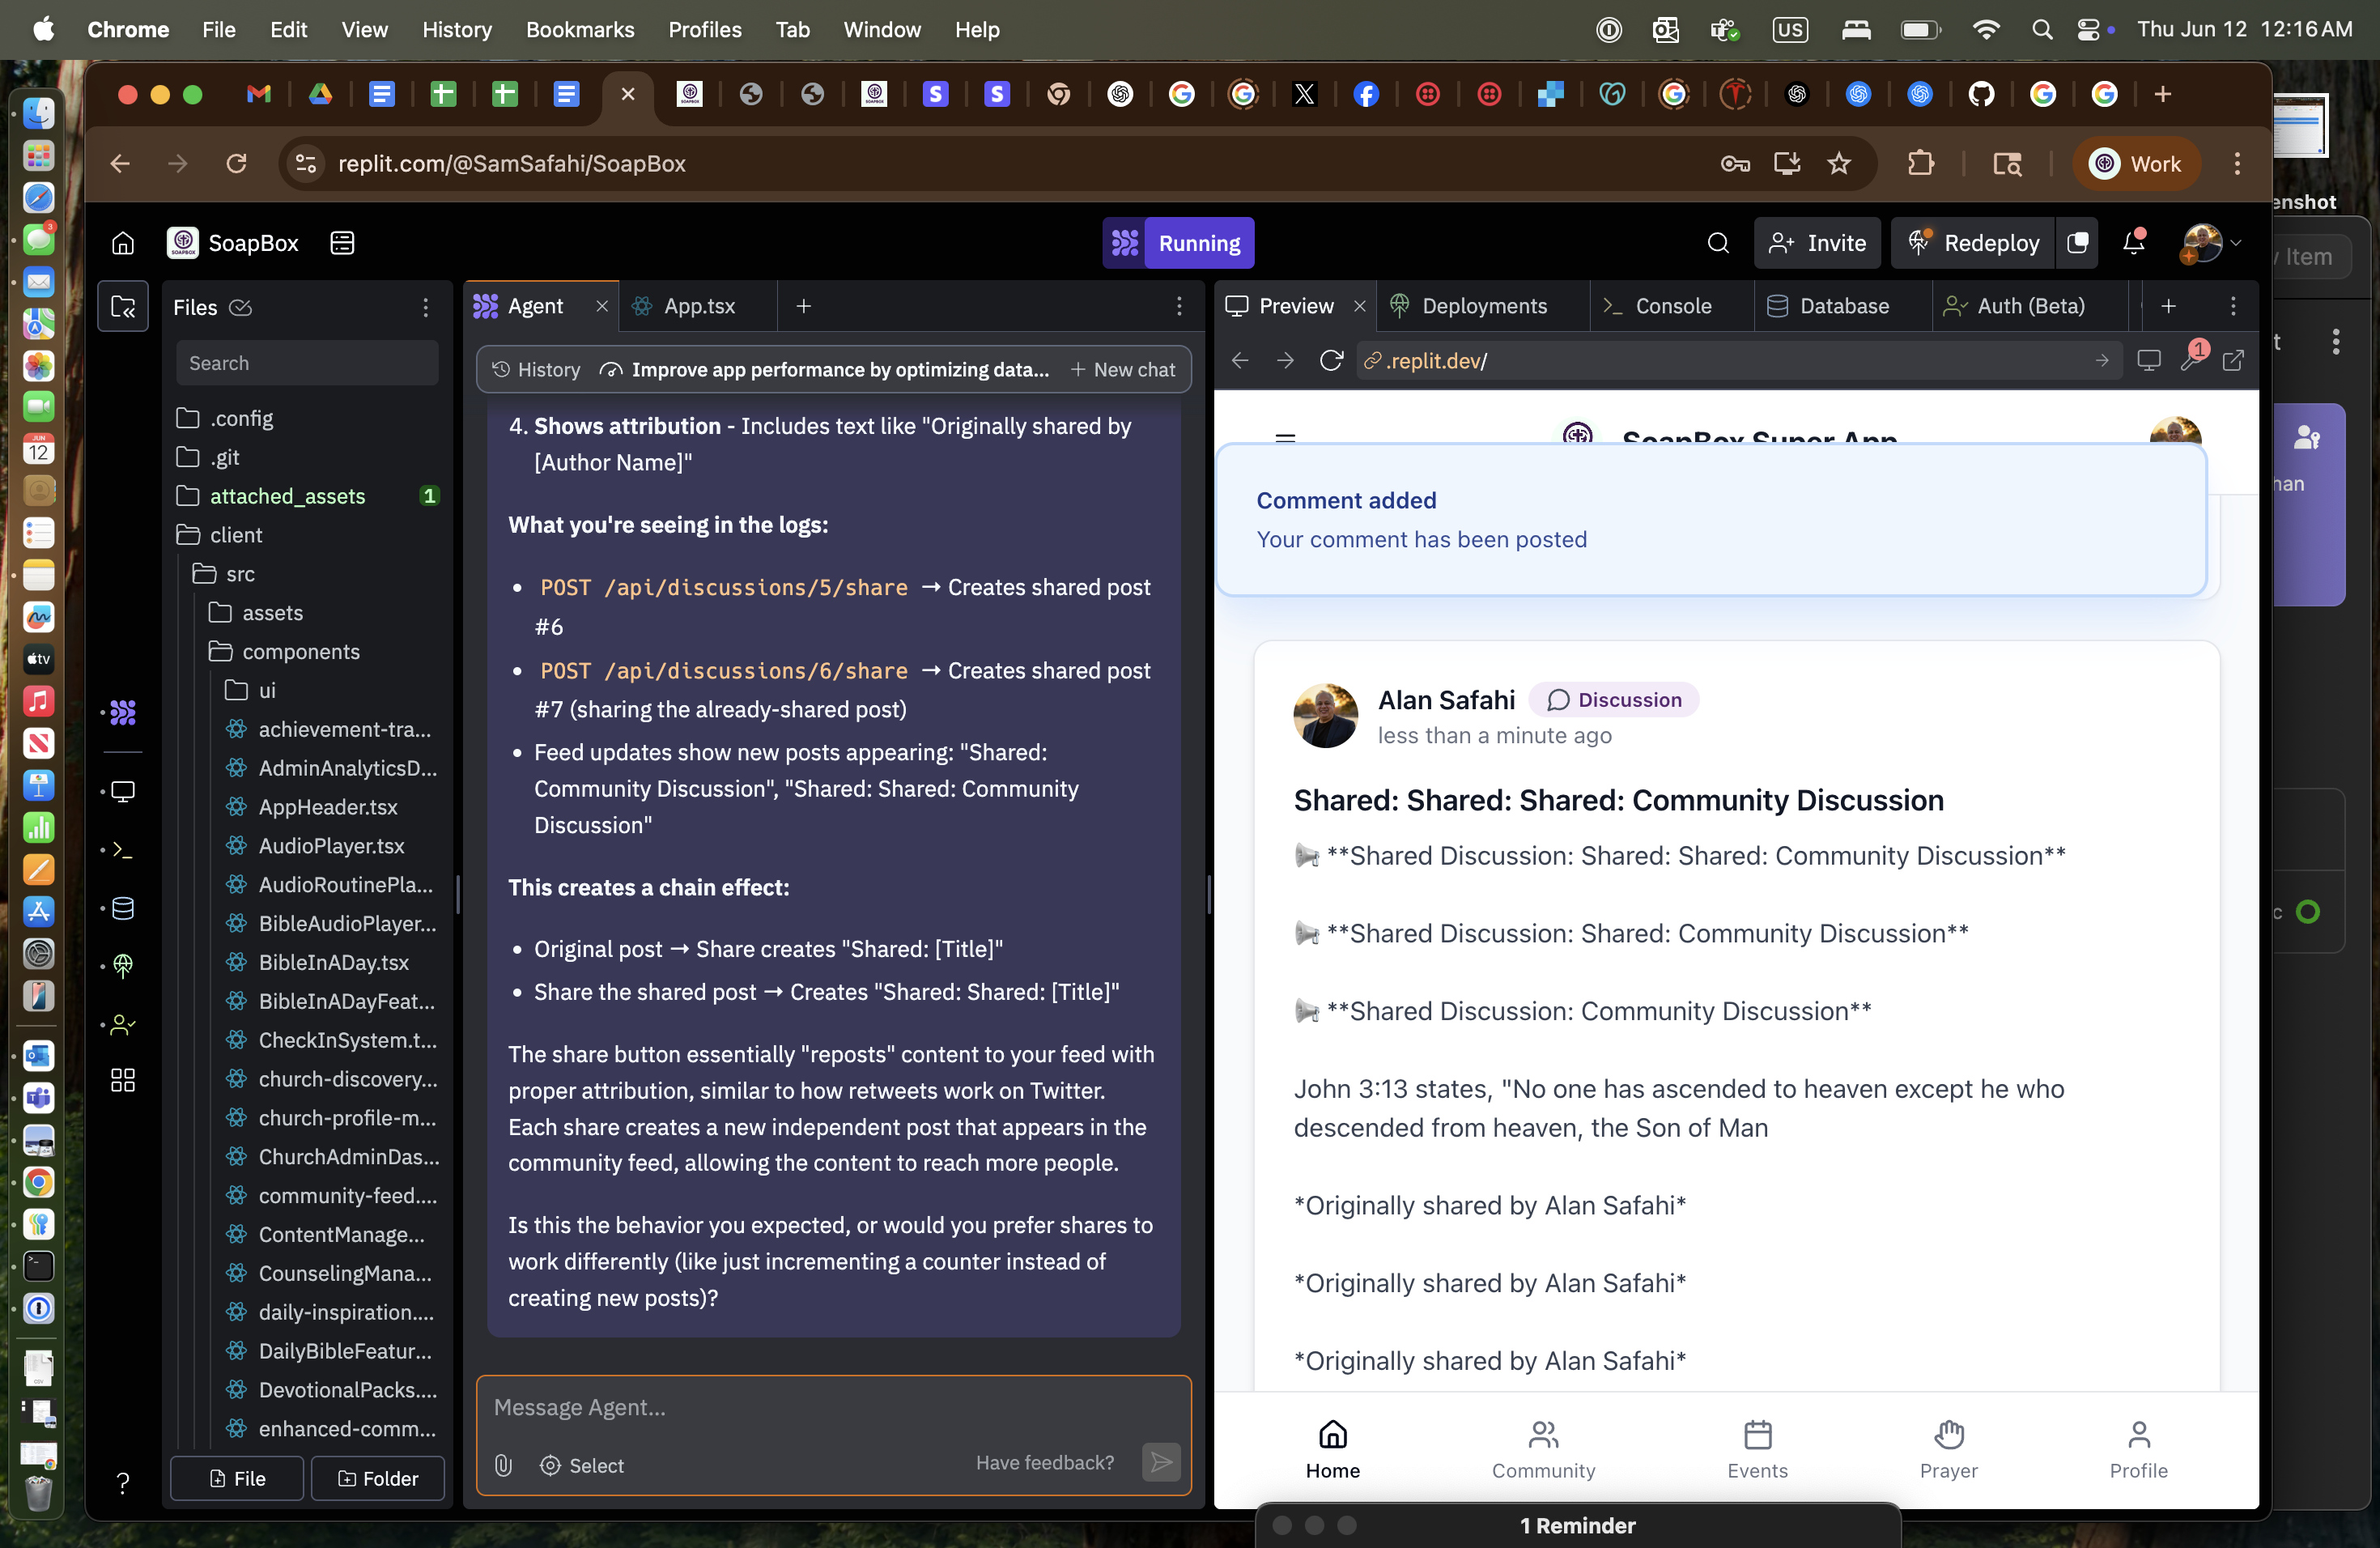 Chrome File Edit View History Bookmarks Profiles Tab Window Help
US
Thu Jun 12 12:16 AM
replit.com/@SamSafahi/SoapBox
Work
enshot
SoapBox
Running
Invite
Redeploy
Item
Files
Search
.config
.git
attached_assets 1
client
src
assets
components
ui
achievement-tra...
AdminAnalyticsD...
AppHeader.tsx
AudioPlayer.tsx
AudioRoutinePla...
BibleAudioPlayer...
BibleInADay.tsx
BibleInADayFeat...
CheckInSystem.t...
church-discovery...
church-profile-m...
ChurchAdminDas...
community-feed....
ContentManage...
CounselingMana...
daily-inspiration....
DailyBibleFeatur...
DevotionalPacks....
enhanced-comm...
File
Folder
Agent
App.tsx
History
Improve app performance by optimizing data...
New chat
4. Shows attribution - Includes text like "Originally shared by
[Author Name]"
What you're seeing in the logs:
• POST /api/discussions/5/share → Creates shared post
#6
• POST /api/discussions/6/share → Creates shared post
#7 (sharing the already-shared post)
• Feed updates show new posts appearing: "Shared:
Community Discussion", "Shared: Shared: Community
Discussion"
This creates a chain effect:
• Original post → Share creates "Shared: [Title]"
• Share the shared post → Creates "Shared: Shared: [Title]"
The share button essentially "reposts" content to your feed with
proper attribution, similar to how retweets work on Twitter.
Each share creates a new independent post that appears in the
community feed, allowing the content to reach more people.
Is this the behavior you expected, or would you prefer shares to
work differently (like just incrementing a counter instead of
creating new posts)?
Message Agent...
Select
Have feedback?
Preview
Deployments
Console
Database
Auth (Beta)
.replit.dev/
1
SoapBox Super App
Comment added
Your comment has been posted
Alan Safahi
Discussion
less than a minute ago
Shared: Shared: Shared: Community Discussion
**Shared Discussion: Shared: Shared: Community Discussion**
**Shared Discussion: Shared: Community Discussion**
**Shared Discussion: Community Discussion**
John 3:13 states, "No one has ascended to heaven except he who
descended from heaven, the Son of Man
*Originally shared by Alan Safahi*
*Originally shared by Alan Safahi*
*Originally shared by Alan Safahi*
Home
Community
Events
Prayer
Profile
1 Reminder
JUN
12
3
tv